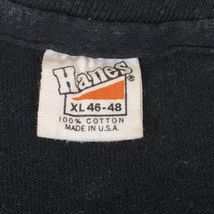 Hanes®
XL 46-48
100% COTTON
MADE IN U.S.A.